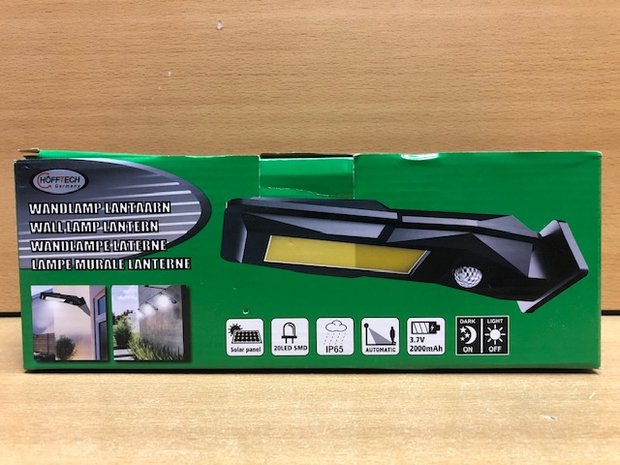 HÖFFTECH
Germany
WANDLAMP LANTAARN
WALL LAMP LANTERN
WANDLAMPE LATERNE
LAMPE MURALE LANTERNE
Solar panel
20LED SMD
IP65
AUTOMATIC
3.7V
2000mAh
DARK
ON
LIGHT
OFF